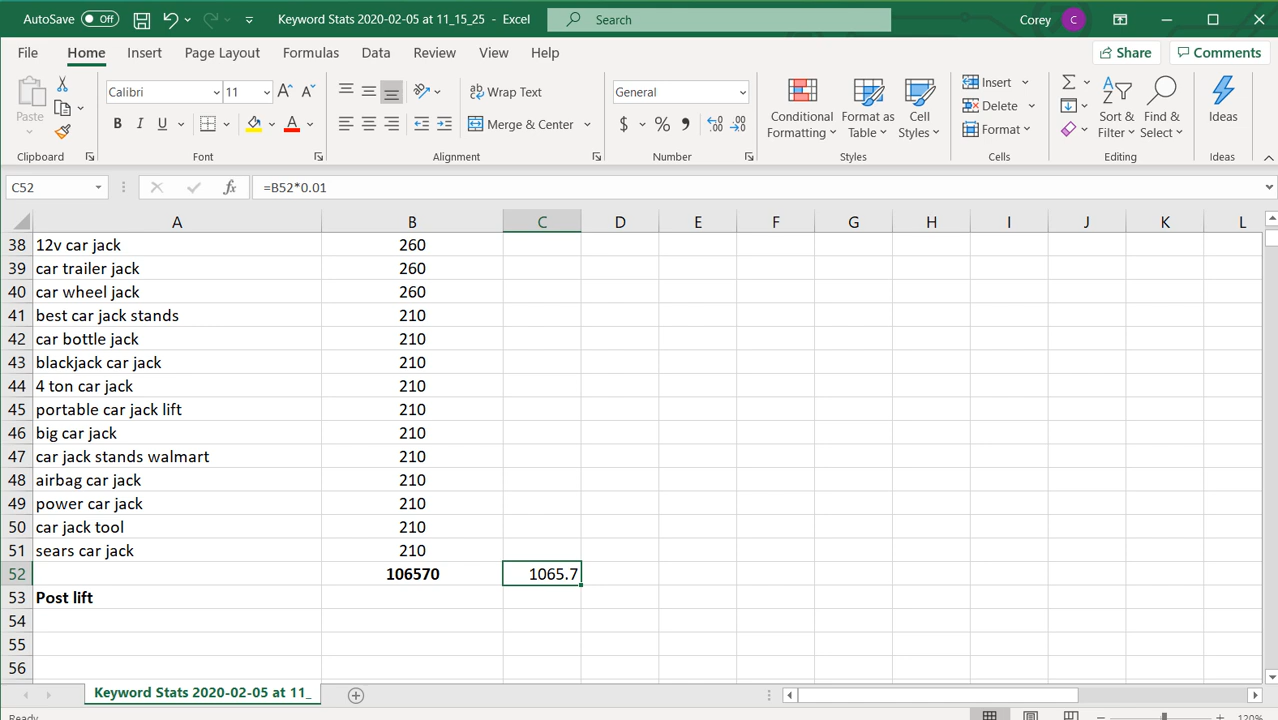 AutoSave Off Keyword Stats 2020-02-05 at 11_15_25 - Excel Search Corey C
File Home Insert Page Layout Formulas Data Review View Help Share Comments
Paste Calibri 11 A A Wrap Text General Conditional Formatting Format as Table Cell Styles Insert Sort & Filter Find & Select Ideas
B I U A Merge & Center $ % Delete
Format
Clipboard Font Alignment Number Styles Cells Editing Ideas
C52 fx =B52*0.01
A B C D E F G H I J K L
38 12v car jack 260
39 car trailer jack 260
40 car wheel jack 260
41 best car jack stands 210
42 car bottle jack 210
43 blackjack car jack 210
44 4 ton car jack 210
45 portable car jack lift 210
46 big car jack 210
47 car jack stands walmart 210
48 airbag car jack 210
49 power car jack 210
50 car jack tool 210
51 sears car jack 210
52 106570 1065.7
53 Post lift
54
55
56
Keyword Stats 2020-02-05 at 11_
Ready 120%